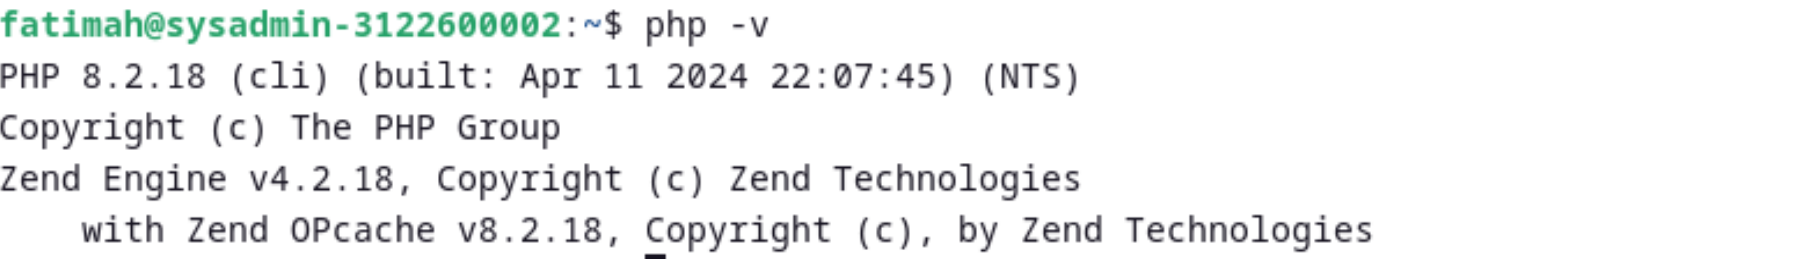 fatimah@sysadmin-3122600002:~$ php -v
PHP 8.2.18 (cli) (built: Apr 11 2024 22:07:45) (NTS)
Copyright (c) The PHP Group
Zend Engine v4.2.18, Copyright (c) Zend Technologies
    with Zend OPcache v8.2.18, Copyright (c), by Zend Technologies